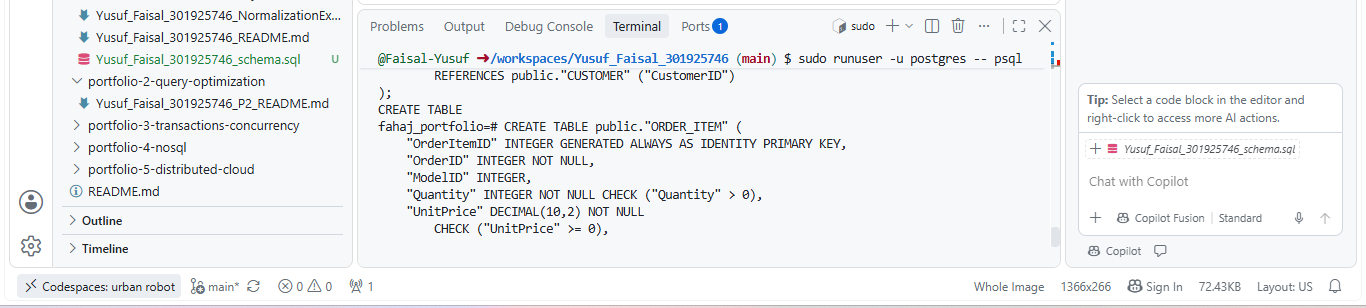 Yusuf_Faisal_301925746_NormalizationEx...
Yusuf_Faisal_301925746_README.md
Yusuf_Faisal_301925746_schema.sql U
portfolio-2-query-optimization
Yusuf_Faisal_301925746_P2_README.md
portfolio-3-transactions-concurrency
portfolio-4-nosql
portfolio-5-distributed-cloud
README.md
Outline
Timeline
Problems Output Debug Console Terminal Ports 1
sudo
@Faisal-Yusuf ➜/workspaces/Yusuf_Faisal_301925746 (main) $ sudo runuser -u postgres -- psql
REFERENCES public."CUSTOMER" ("CustomerID")
);
CREATE TABLE
fahaj_portfolio=# CREATE TABLE public."ORDER_ITEM" (
"OrderItemID" INTEGER GENERATED ALWAYS AS IDENTITY PRIMARY KEY,
"OrderID" INTEGER NOT NULL,
"ModelID" INTEGER,
"Quantity" INTEGER NOT NULL CHECK ("Quantity" > 0),
"UnitPrice" DECIMAL(10,2) NOT NULL
CHECK ("UnitPrice" >= 0),
Tip: Select a code block in the editor and
right-click to access more AI actions.
Yusuf_Faisal_301925746_schema.sql
Chat with Copilot
Copilot Fusion | Standard
Copilot
Codespaces: urban robot main* 0 0 1 Whole Image 1366x266 Sign In 72.43KB Layout: US